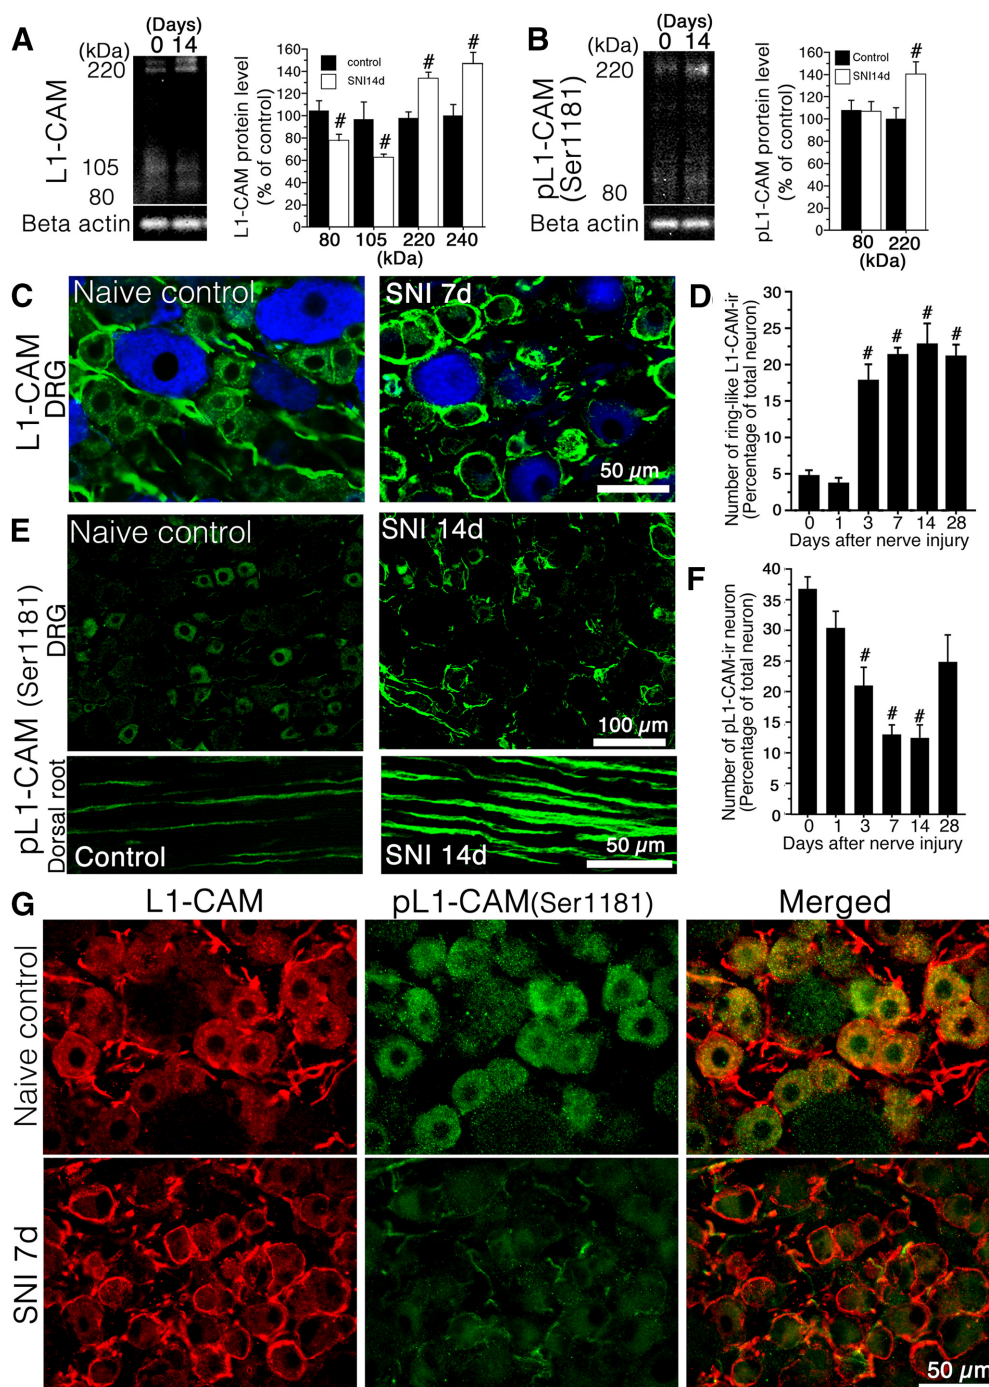 A
(Days)
0 14
(kDa)
220
105
80
L1-CAM
Beta actin
L1-CAM protein level
(% of control)
160
140
120
100
80
60
40
20
0
control
SNI14d
# # # #
80 105 220 240
(kDa)
B
(Days)
0 14
(kDa)
220
80
pL1-CAM
(Ser1181)
Beta actin
pL1-CAM prortein level
(% of control)
160
140
120
100
80
60
40
20
0
Control
SNI14d
#
80 220
(kDa)
C
L1-CAM
DRG
Naive control
SNI 7d
50 µm
D
Number of ring-like L1-CAM-ir
(Percentage of total neuron)
30
25
20
15
10
5
0
# # # #
0 1 3 7 14 28
Days after nerve injury
E
pL1-CAM (Ser1181)
DRG
Naive control
SNI 14d
100 µm
Dorsal root
Control
SNI 14d
50 µm
F
Number of pL1-CAM-ir neuron
(Percentage of total neuron)
40
35
30
25
20
15
10
5
0
# # #
0 1 3 7 14 28
Days after nerve injury
G
L1-CAM
pL1-CAM(Ser1181)
Merged
Naive control
SNI 7d
50 µm